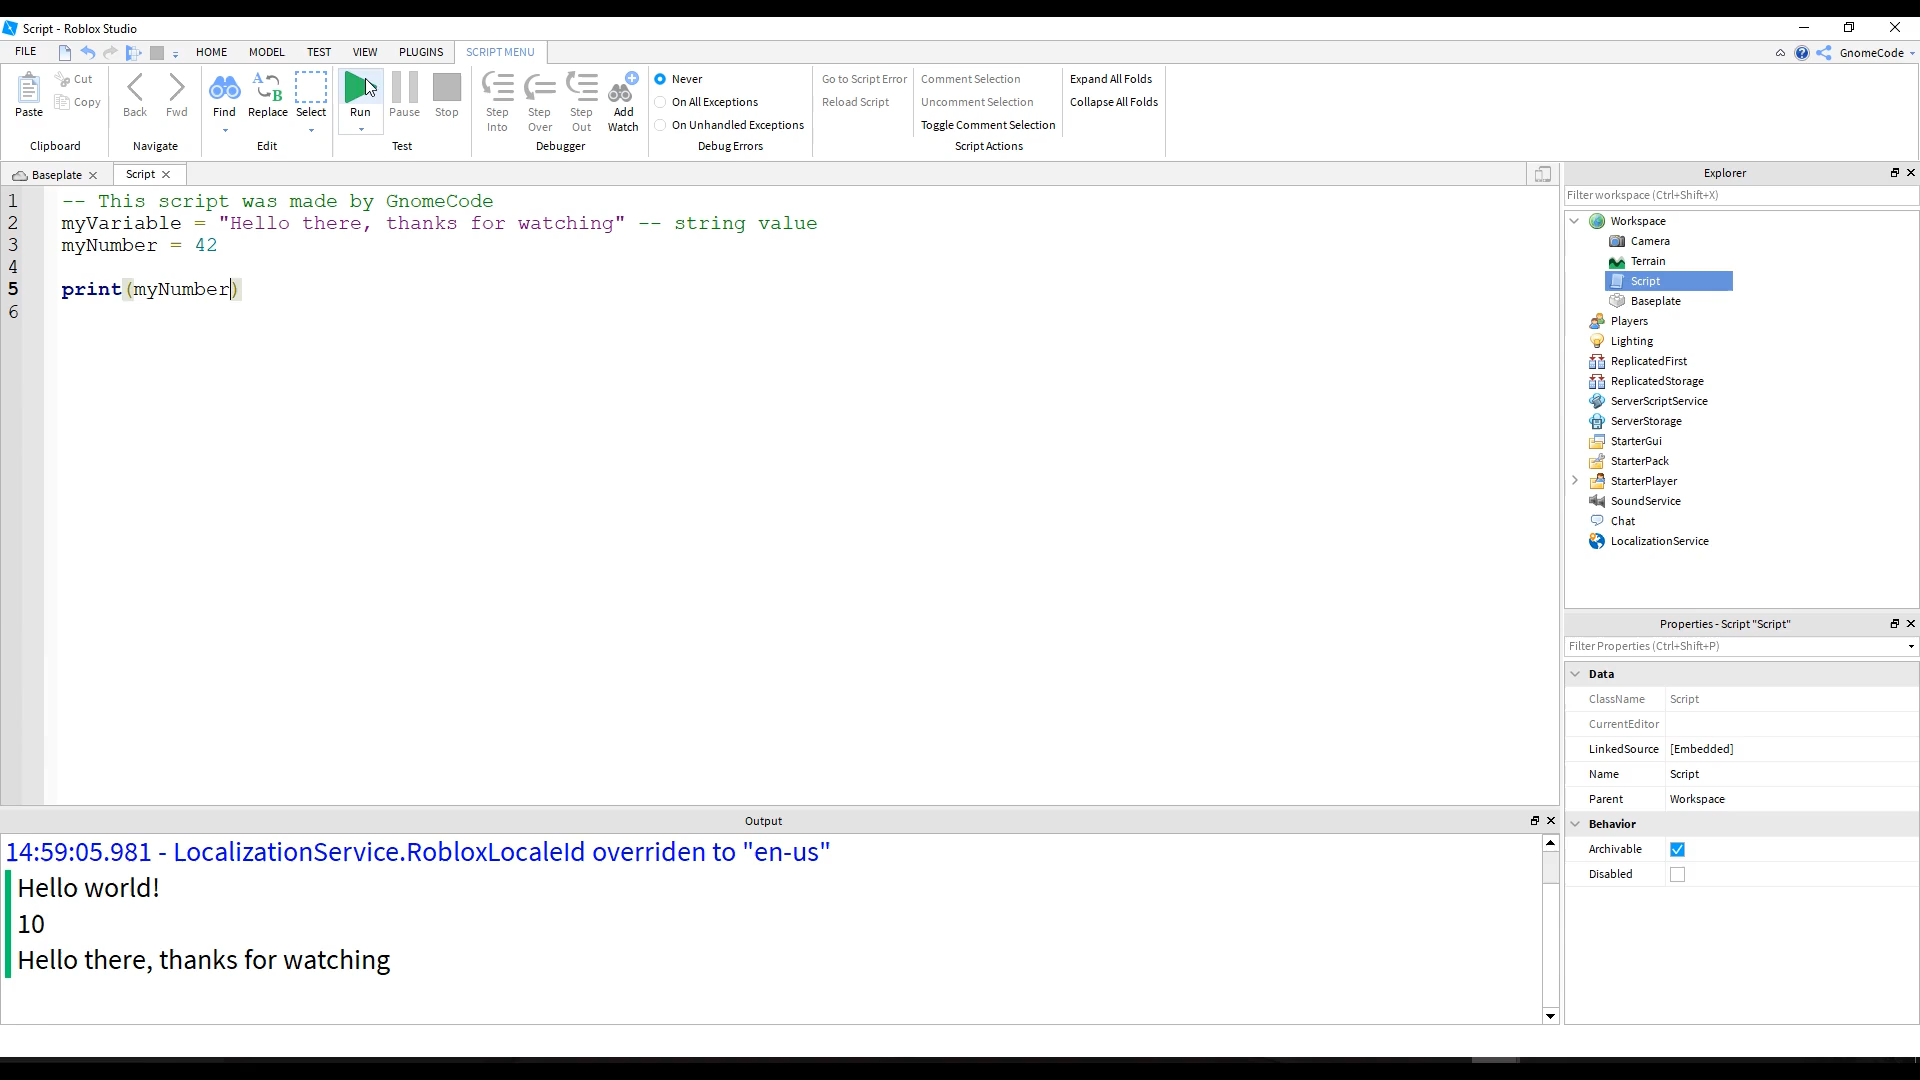 Script - Roblox Studio
FILE HOME MODEL TEST VIEW PLUGINS SCRIPT MENU GnomeCode
Paste Cut Copy Back Fwd Find Replace Select Run Pause Stop Step Into Step Over Step Out Add Watch
Never
On All Exceptions
On Unhandled Exceptions
Go to Script Error
Reload Script
Comment Selection
Uncomment Selection
Toggle Comment Selection
Expand All Folds
Collapse All Folds
Clipboard Navigate Edit Test Debugger Debug Errors Script Actions
Baseplate Script
1 -- This script was made by GnomeCode
2 myVariable = "Hello there, thanks for watching" -- string value
3 myNumber = 42
4
5 print(myNumber)
6
Output
14:59:05.981 - LocalizationService.RobloxLocaleId overriden to "en-us"
Hello world!
10
Hello there, thanks for watching
Explorer
Filter workspace (Ctrl+Shift+X)
Workspace
Camera
Terrain
Script
Baseplate
Players
Lighting
ReplicatedFirst
ReplicatedStorage
ServerScriptService
ServerStorage
StarterGui
StarterPack
StarterPlayer
SoundService
Chat
LocalizationService
Properties - Script "Script"
Filter Properties (Ctrl+Shift+P)
Data
ClassName Script
CurrentEditor
LinkedSource [Embedded]
Name Script
Parent Workspace
Behavior
Archivable
Disabled